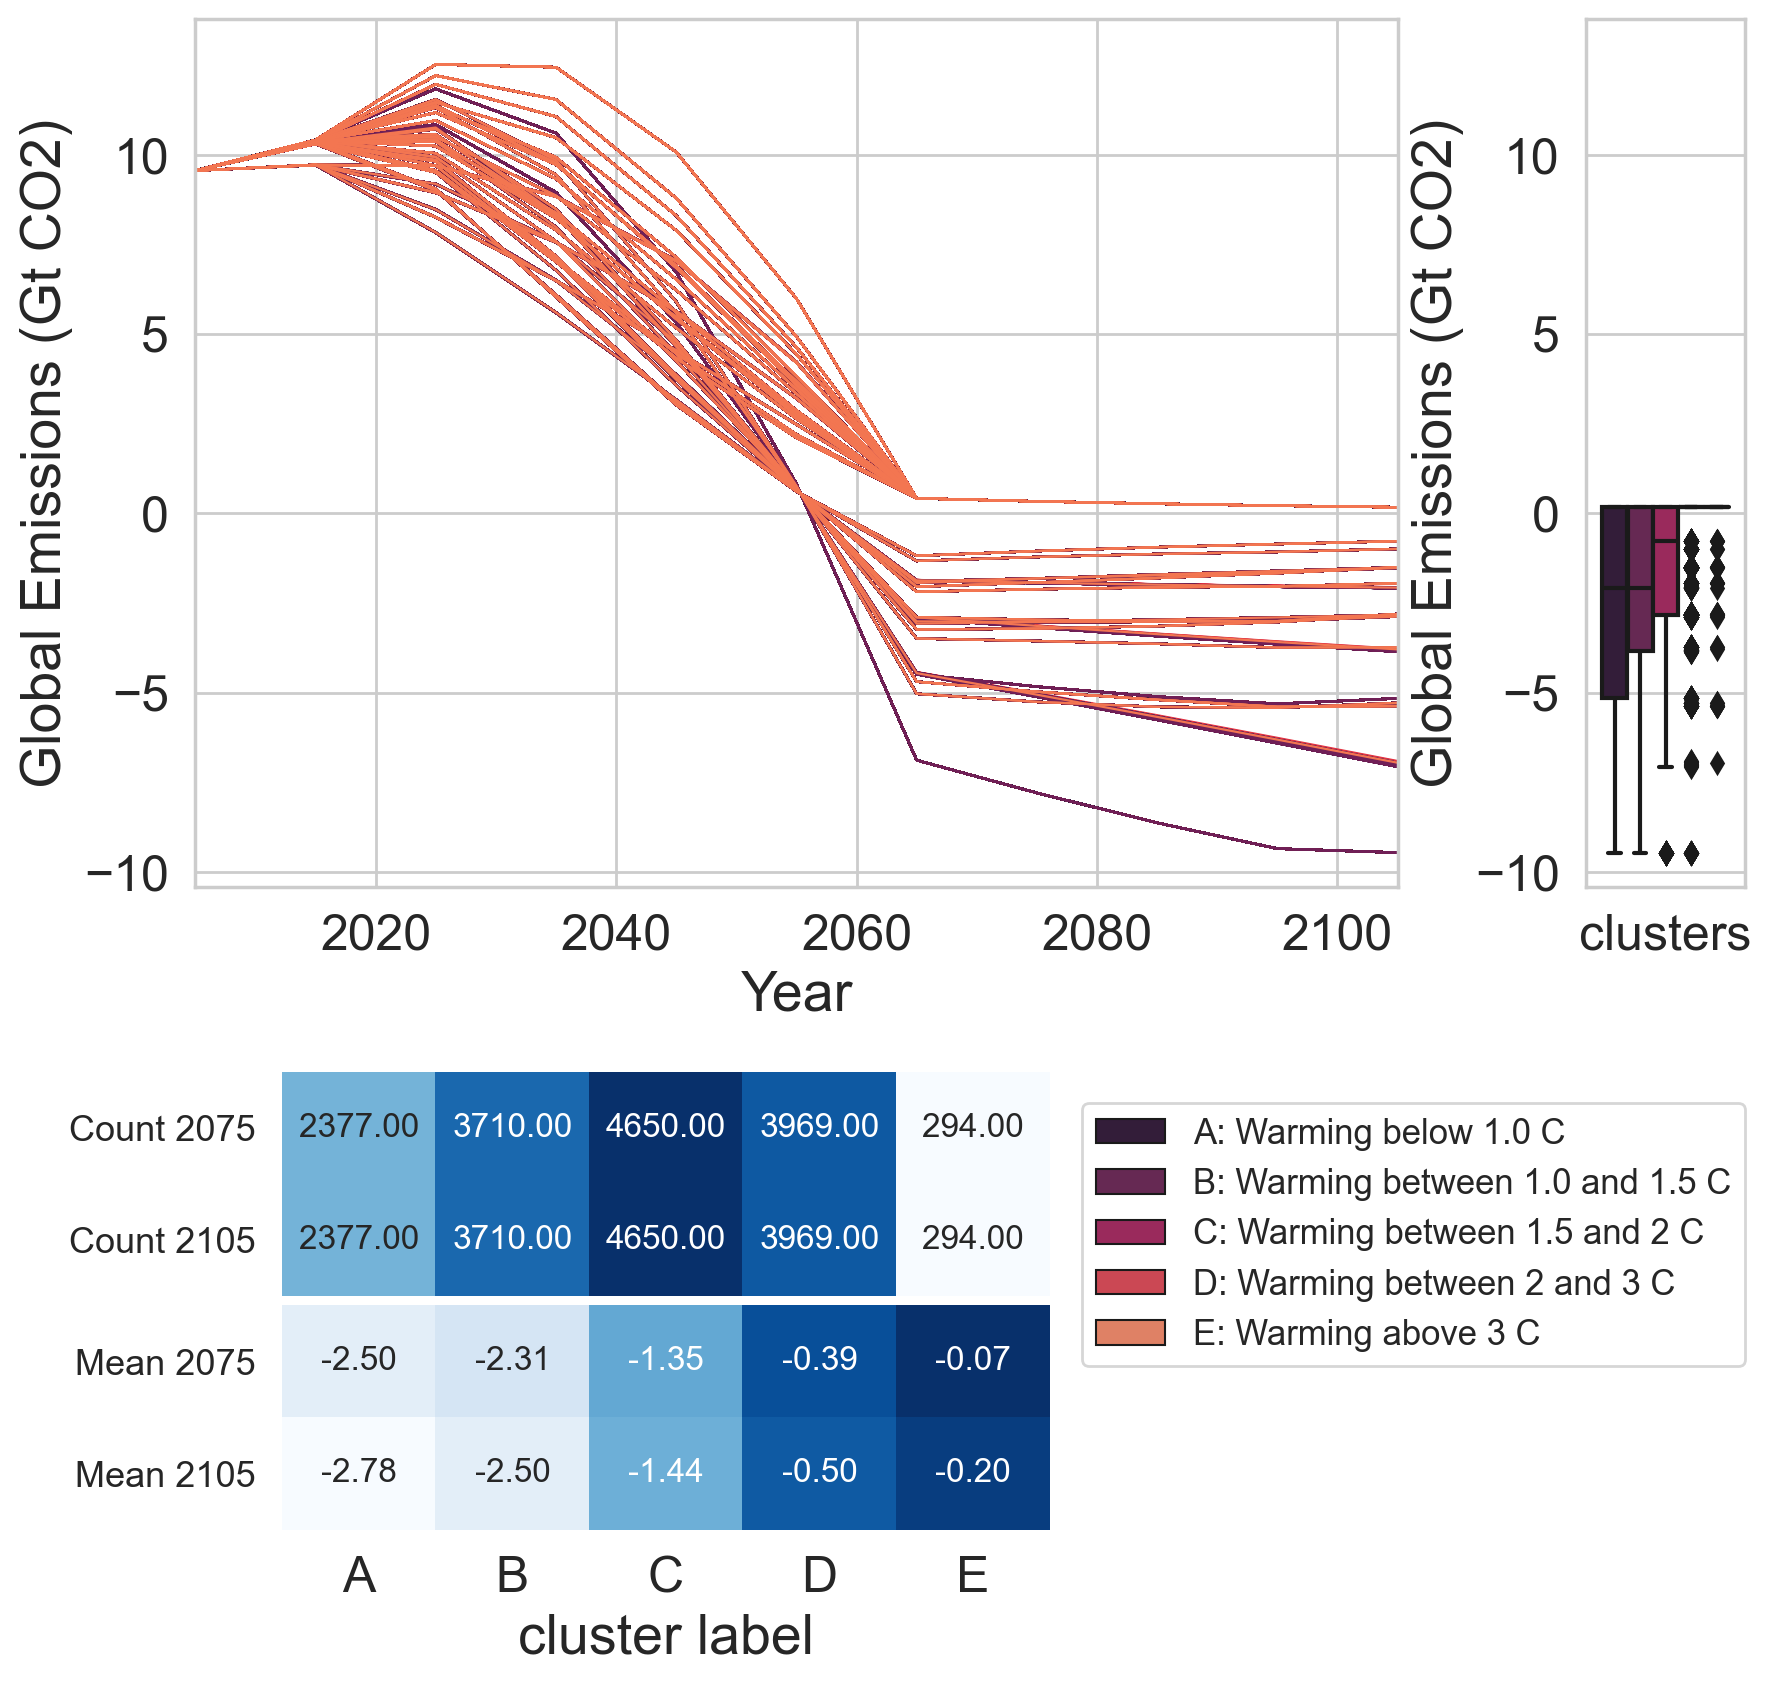 Global Emissions (Gt CO2)
10
5
0
−5
−10
2020 2040 2060 2080 2100
Year
Global Emissions (Gt CO2)
10
5
0
−5
−10
clusters
Count 2075 2377.00 3710.00 4650.00 3969.00 294.00
Count 2105 2377.00 3710.00 4650.00 3969.00 294.00
Mean 2075 -2.50 -2.31 -1.35 -0.39 -0.07
Mean 2105 -2.78 -2.50 -1.44 -0.50 -0.20
A B C D E
cluster label
A: Warming below 1.0 C
B: Warming between 1.0 and 1.5 C
C: Warming between 1.5 and 2 C
D: Warming between 2 and 3 C
E: Warming above 3 C